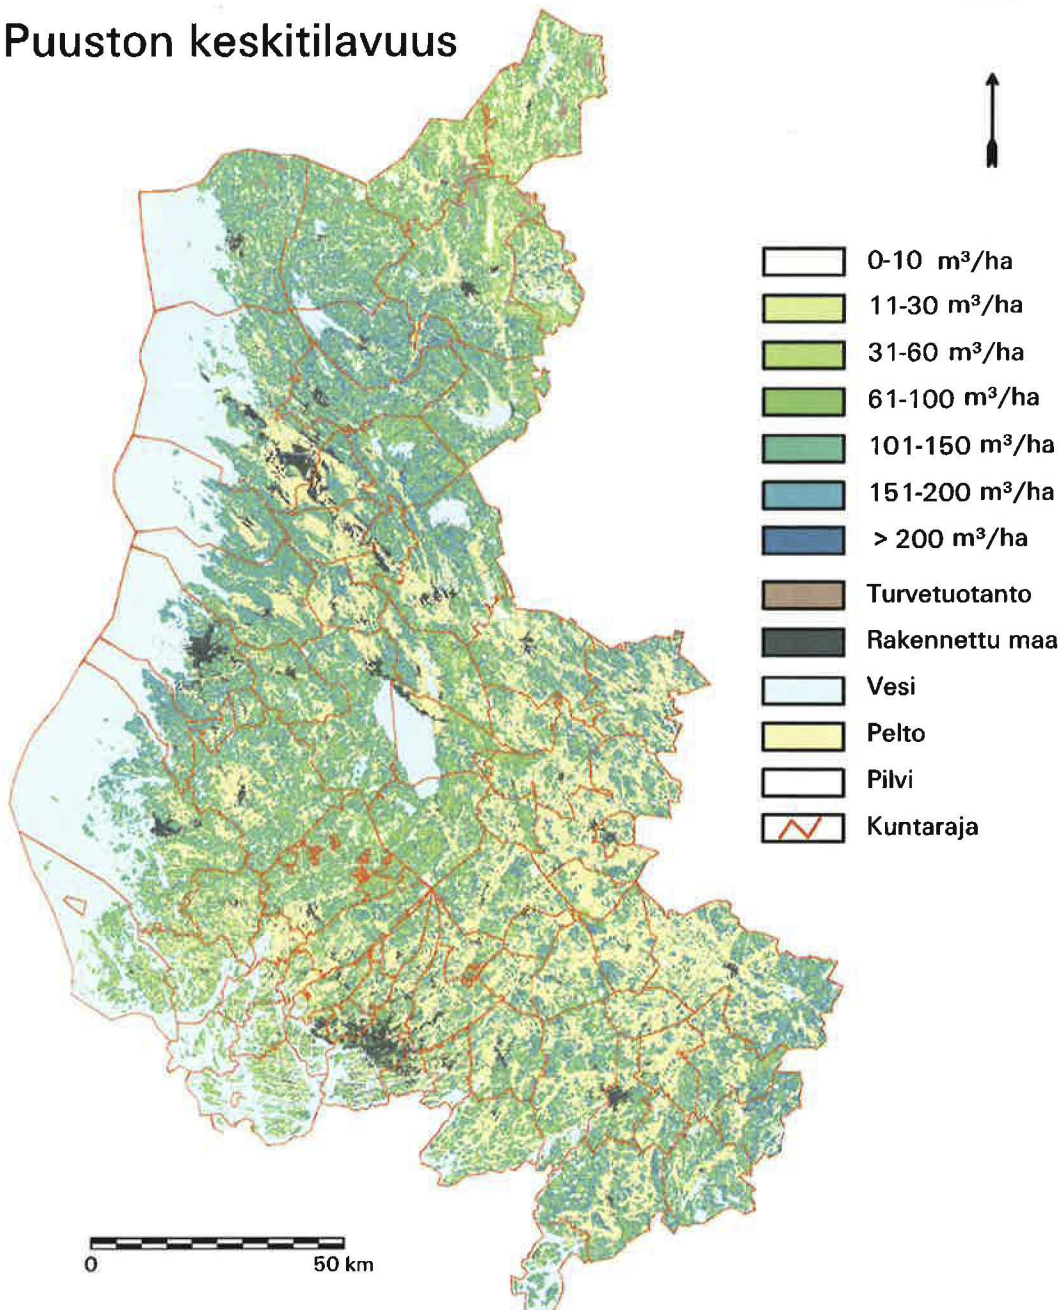 Puuston keskitilavuus
0-10 m³/ha
11-30 m³/ha
31-60 m³/ha
61-100 m³/ha
101-150 m³/ha
151-200 m³/ha
> 200 m³/ha
Turvetuotanto
Rakennettu maa
Vesi
Pelto
Pilvi
Kuntaraja
0 50 km